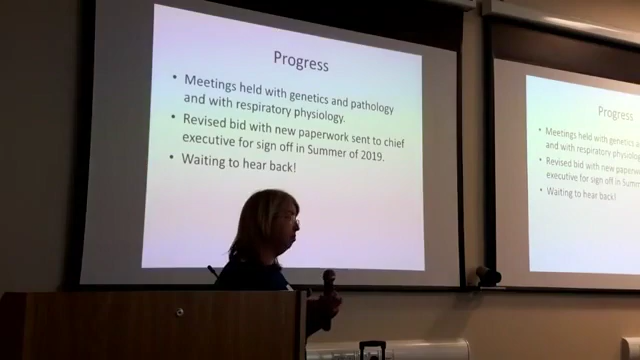 Progress
• Meetings held with genetics and pathology
and with respiratory physiology.
• Revised bid with new paperwork sent to chief
executive for sign off in Summer of 2019.
• Waiting to hear back!
Progress
• Meetings held with genetics a
and with respiratory physiolog
• Revised bid with new paperwo
executive for sign off in Summ
• Waiting to hear back!